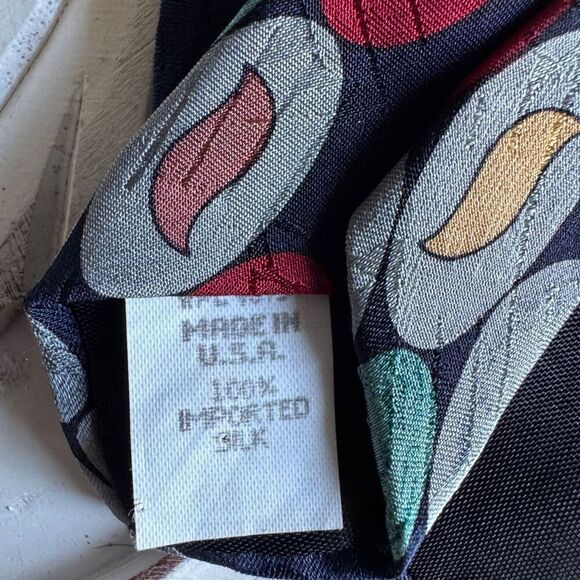 MADE IN
U.S.A.
100%
IMPORTED
SILK